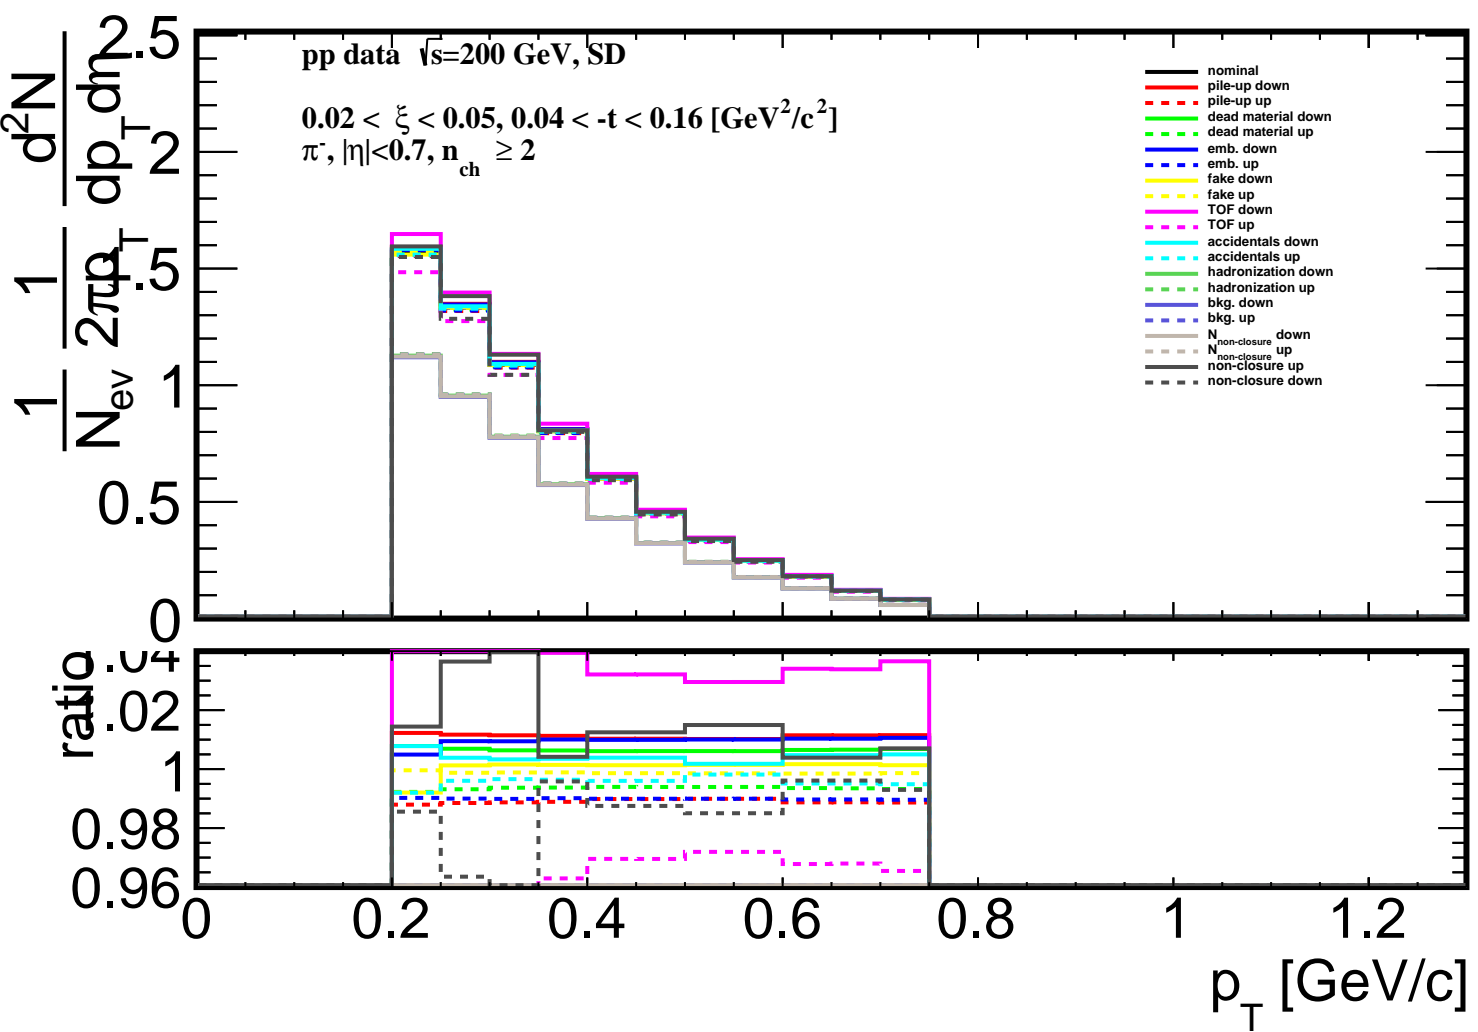 1/N_ev 1/2πp_T d²N/dp_T dη
2.5
2
1.5
1
0.5
0
pp data √s=200 GeV, SD
0.02 < ξ < 0.05, 0.04 < -t < 0.16 [GeV²/c²]
π⁻, |η|<0.7, n_ch ≥ 2
nominal
pile-up down
pile-up up
dead material down
dead material up
emb. down
emb. up
fake down
fake up
TOF down
TOF up
accidentals down
accidentals up
hadronization down
hadronization up
bkg. down
bkg. up
N_non-closure down
N_non-closure up
non-closure up
non-closure down
ratio
1.04
1.02
1
0.98
0.96
0 0.2 0.4 0.6 0.8 1 1.2
p_T [GeV/c]